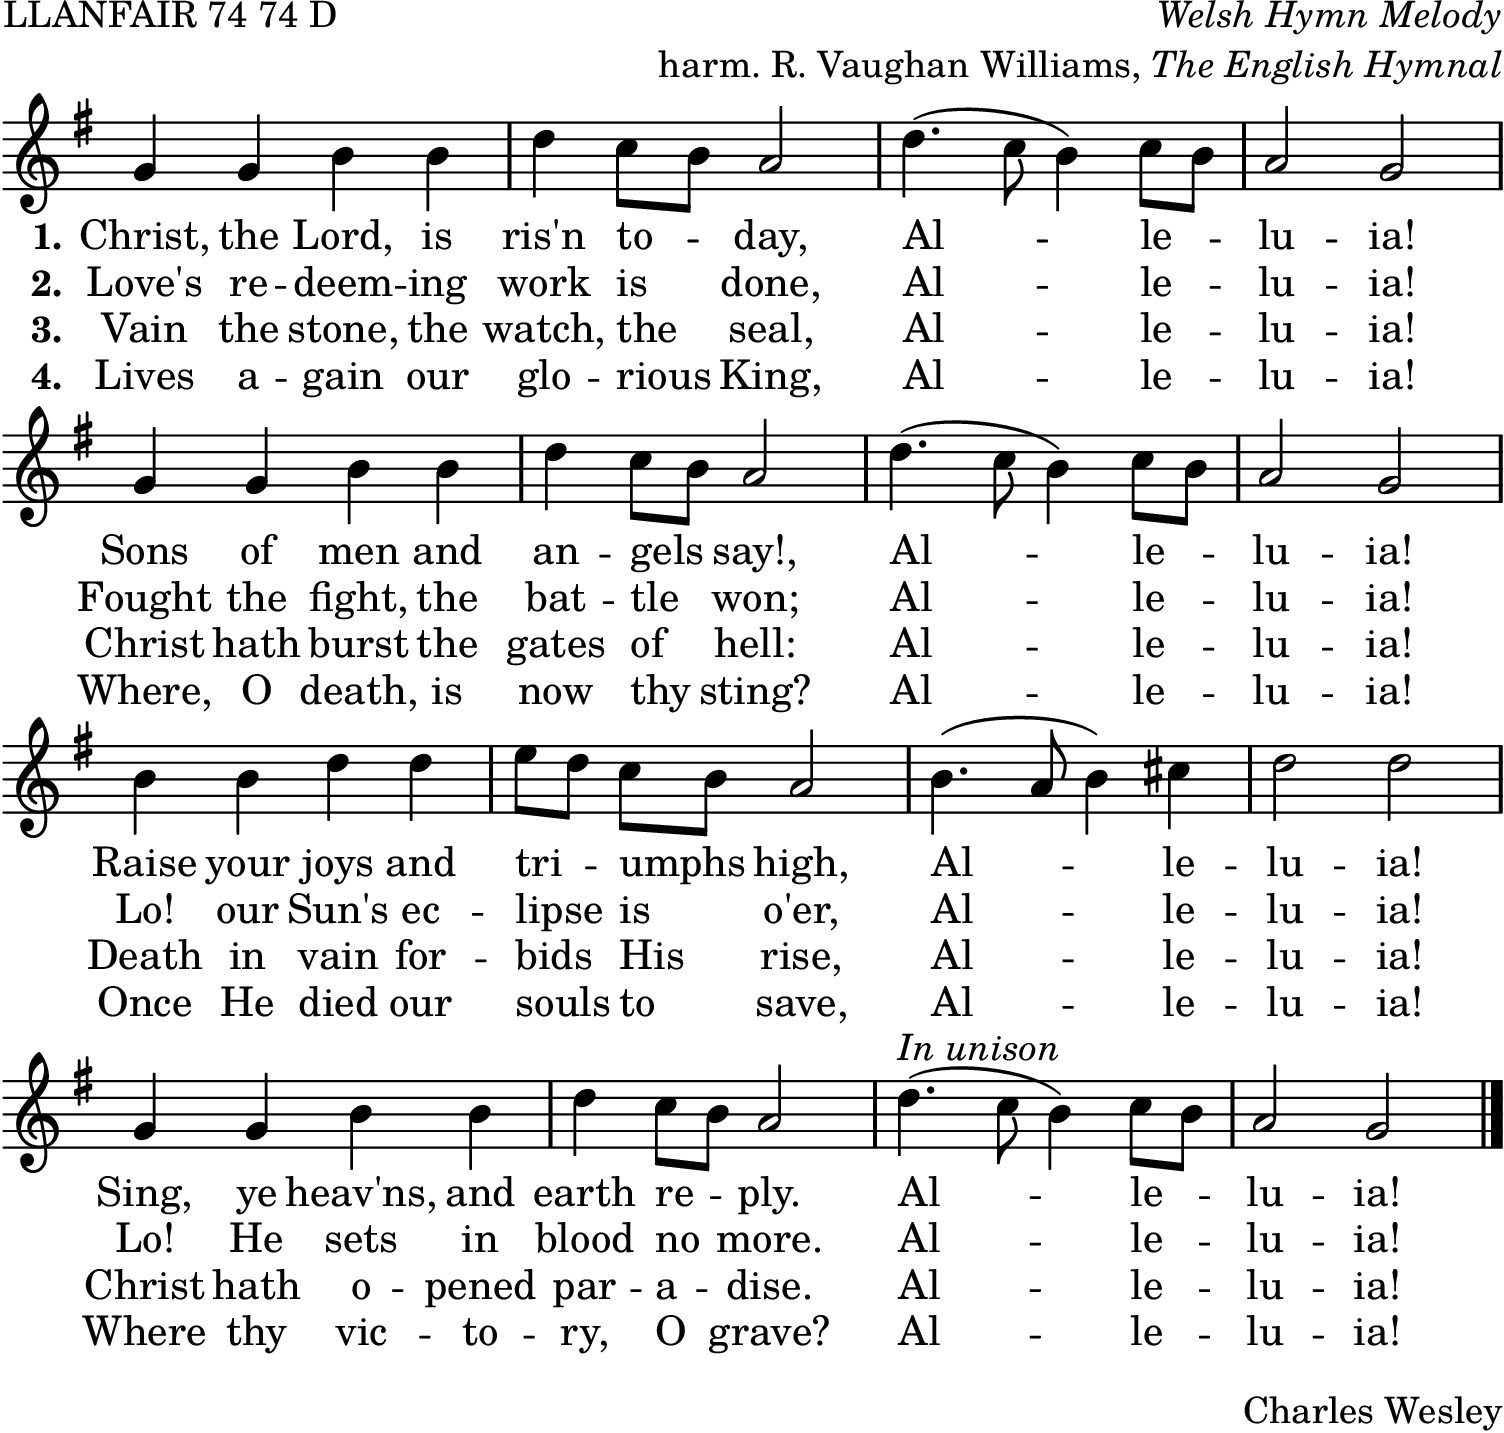 LLANFAIR 74 74 D
Welsh Hymn Melody
harm. R. Vaughan Williams, The English Hymnal
1. Christ, the Lord, is ris'n to -- day, Al -- le -- lu -- ia!
2. Love's re -- deem -- ing work is done, Al -- le -- lu -- ia!
3. Vain the stone, the watch, the seal, Al -- le -- lu -- ia!
4. Lives a -- gain our glo -- rious King, Al -- le -- lu -- ia!
Sons of men and an -- gels say!, Al -- le -- lu -- ia!
Fought the fight, the bat -- tle won; Al -- le -- lu -- ia!
Christ hath burst the gates of hell: Al -- le -- lu -- ia!
Where, O death, is now thy sting? Al -- le -- lu -- ia!
Raise your joys and tri -- umphs high, Al -- le -- lu -- ia!
Lo! our Sun's ec -- lipse is o'er, Al -- le -- lu -- ia!
Death in vain for -- bids His rise, Al -- le -- lu -- ia!
Once He died our souls to save, Al -- le -- lu -- ia!
In unison
Sing, ye heav'ns, and earth re -- ply. Al -- le -- lu -- ia!
Lo! He sets in blood no more. Al -- le -- lu -- ia!
Christ hath o -- pened par -- a -- dise. Al -- le -- lu -- ia!
Where thy vic -- to -- ry, O grave? Al -- le -- lu -- ia!
Charles Wesley